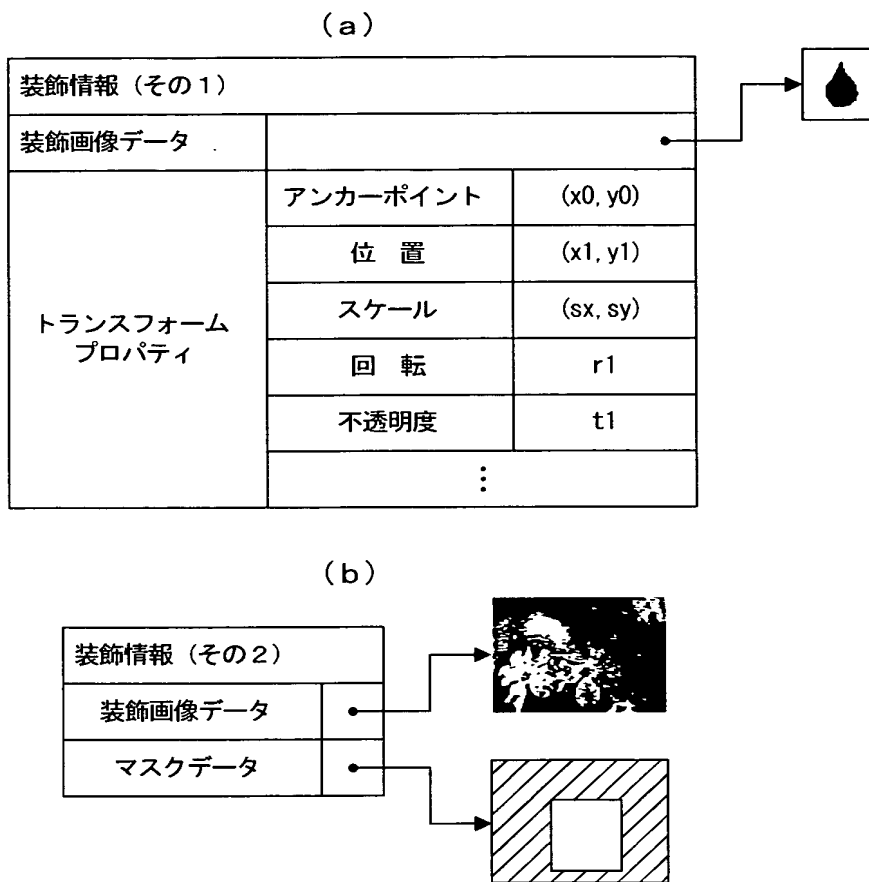 (a)
装飾情報（その１）
装飾画像データ
トランスフォーム
プロパティ
アンカーポイント (x0, y0)
位　置 (x1, y1)
スケール (sx, sy)
回　転 r1
不透明度 t1
⋮
(b)
装飾情報（その２）
装飾画像データ
マスクデータ